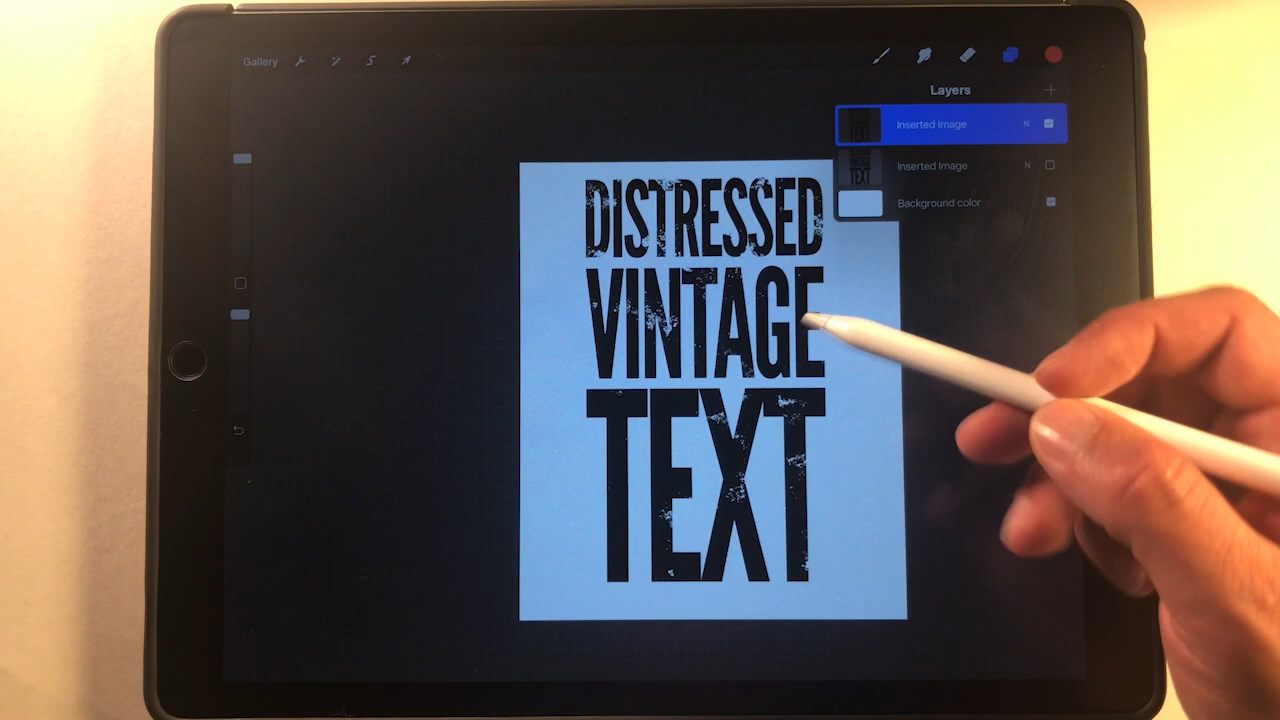 Gallery
Layers
Inserted Image N
Inserted Image N
Background color
DISTRESSED
VINTAGE
TEXT